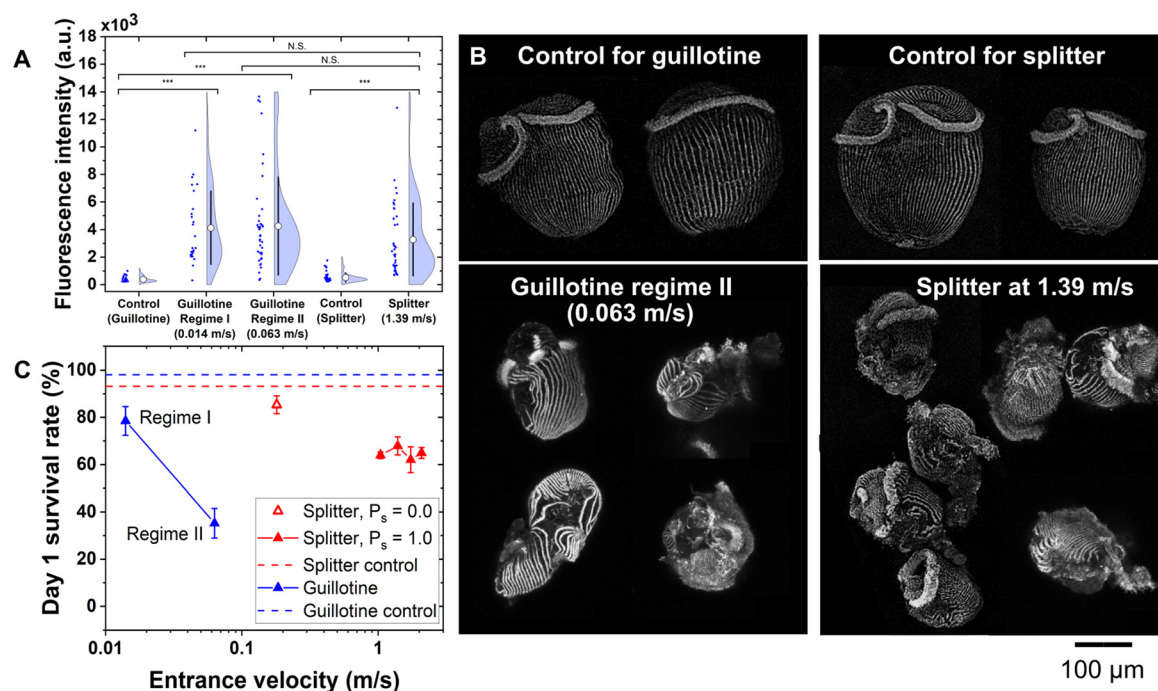 A
×10³
Fluorescence intensity (a.u.)
18
16
14
12
10
8
6
4
2
0
N.S.
N.S.
***
***
***
Control
(Guillotine)
Guillotine
Regime I
(0.014 m/s)
Guillotine
Regime II
(0.063 m/s)
Control
(Splitter)
Splitter
(1.39 m/s)
B
Control for guillotine
Control for splitter
Guillotine regime II
(0.063 m/s)
Splitter at 1.39 m/s
100 µm
C
Day 1 survival rate (%)
100
80
60
40
20
0
Regime I
Regime II
Splitter, Pₛ = 0.0
Splitter, Pₛ = 1.0
Splitter control
Guillotine
Guillotine control
0.01
0.1
1
Entrance velocity (m/s)